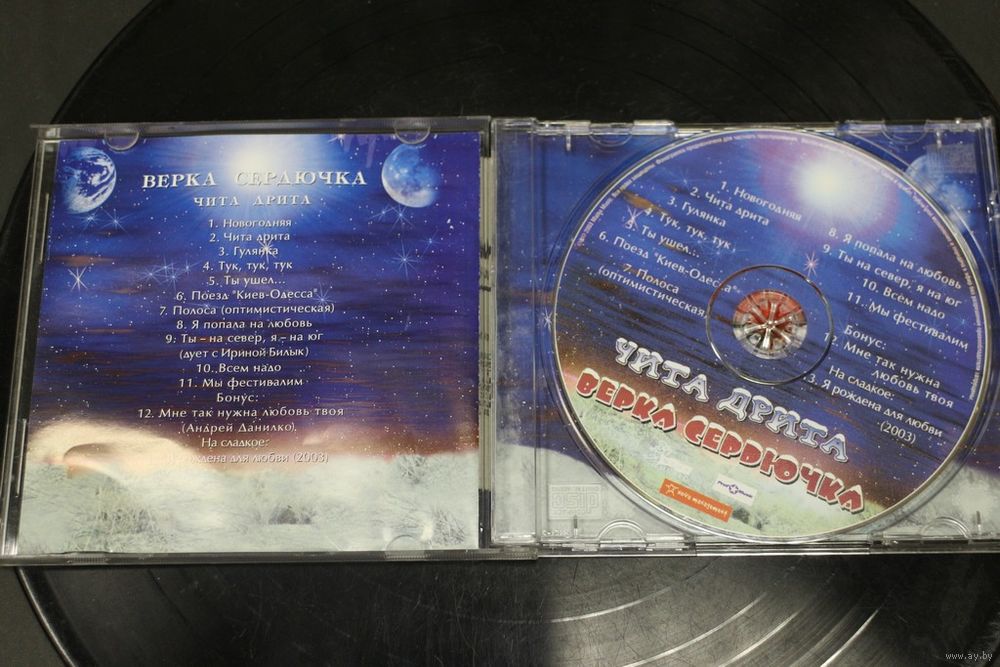 ВЕРКА СЕРДЮЧКА
ЧИТА ДРИТА
1. Новогодняя
2. Чита дрита
3. Гулянка
4. Тук, тук, тук
5. Ты ушел...
6. Поезд "Киев-Одесса"
7. Полоса (оптимистическая)
8. Я попала на любовь
9. Ты - на север, я - на юг
(дует с Ириной Билык)
10. Всем надо
11. Мы фестивалим
Бонус:
12. Мне так нужна любовь твоя
(Андрей Данилко)
На сладкое:
рождена для любви (2003)
1. Новогодняя
2. Чита дрита
3. Гулянка
4. Тук, тук, тук
5. Ты ушел...
6. Поезд "Киев-Одесса"
7. Полоса
(оптимистическая)
8. Я попала на любовь
9. Ты на север, я на юг
10. Всем надо
11. Мы фестивалим
Бонус:
12. Мне так нужна
любовь твоя
На сладкое:
13. Я рождена для любви
(2003)
ЧИТА ДРИТА
ВЕРКА СЕРДЮЧКА
www.ay.by